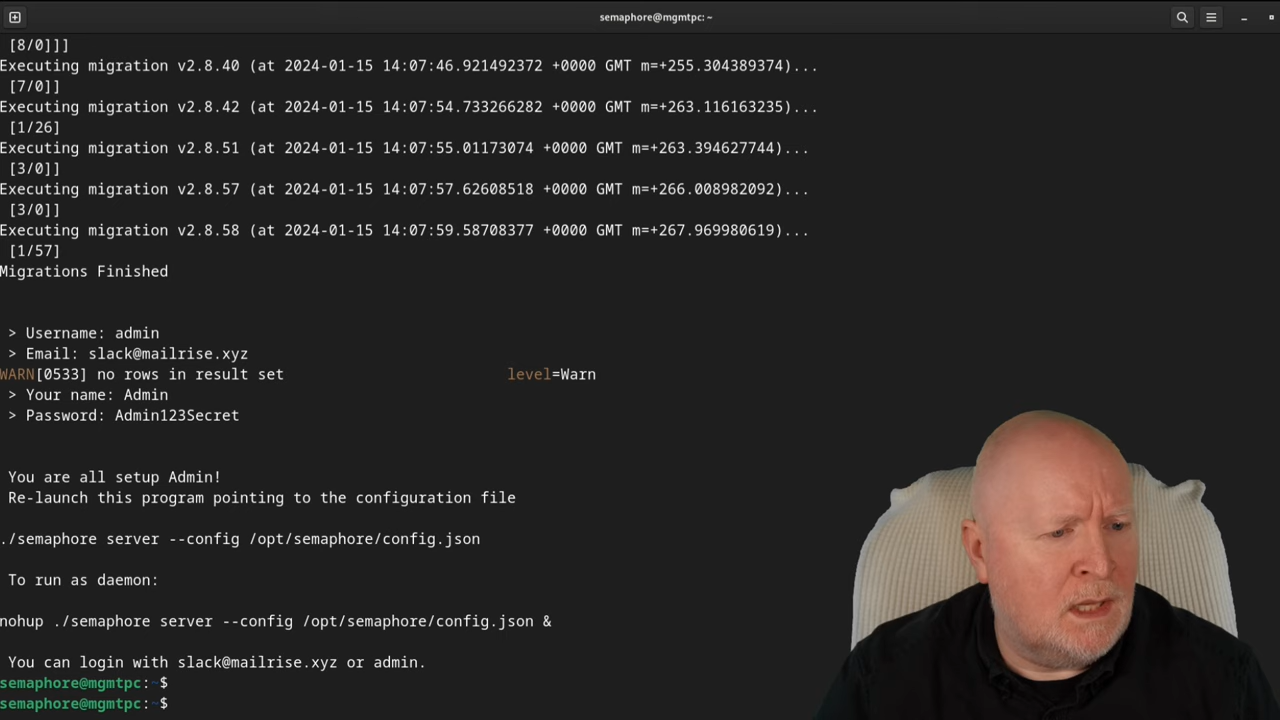 semaphore@mgmtpc: ~
[8/0]]]
Executing migration v2.8.40 (at 2024-01-15 14:07:46.921492372 +0000 GMT m=+255.304389374)...
[7/0]]
Executing migration v2.8.42 (at 2024-01-15 14:07:54.733266282 +0000 GMT m=+263.116163235)...
[1/26]
Executing migration v2.8.51 (at 2024-01-15 14:07:55.01173074 +0000 GMT m=+263.394627744)...
[3/0]]
Executing migration v2.8.57 (at 2024-01-15 14:07:57.62608518 +0000 GMT m=+266.008982092)...
[3/0]]
Executing migration v2.8.58 (at 2024-01-15 14:07:59.58708377 +0000 GMT m=+267.969980619)...
[1/57]
Migrations Finished
> Username: admin
> Email: slack@mailrise.xyz
WARN[0533] no rows in result set level=Warn
> Your name: Admin
> Password: Admin123Secret
You are all setup Admin!
Re-launch this program pointing to the configuration file
./semaphore server --config /opt/semaphore/config.json
To run as daemon:
nohup ./semaphore server --config /opt/semaphore/config.json &
You can login with slack@mailrise.xyz or admin.
semaphore@mgmtpc:~$
semaphore@mgmtpc:~$